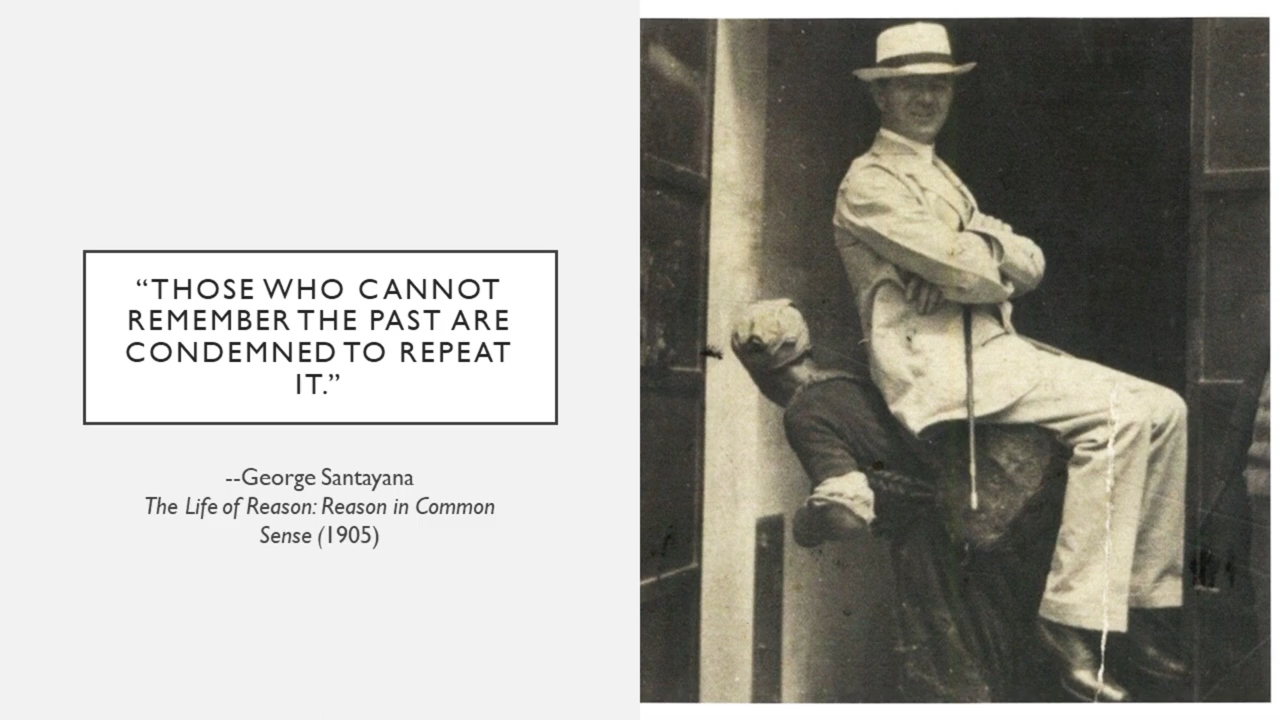 “THOSE WHO CANNOT
REMEMBER THE PAST ARE
CONDEMNED TO REPEAT
IT.”
--George Santayana
The Life of Reason: Reason in Common
Sense (1905)